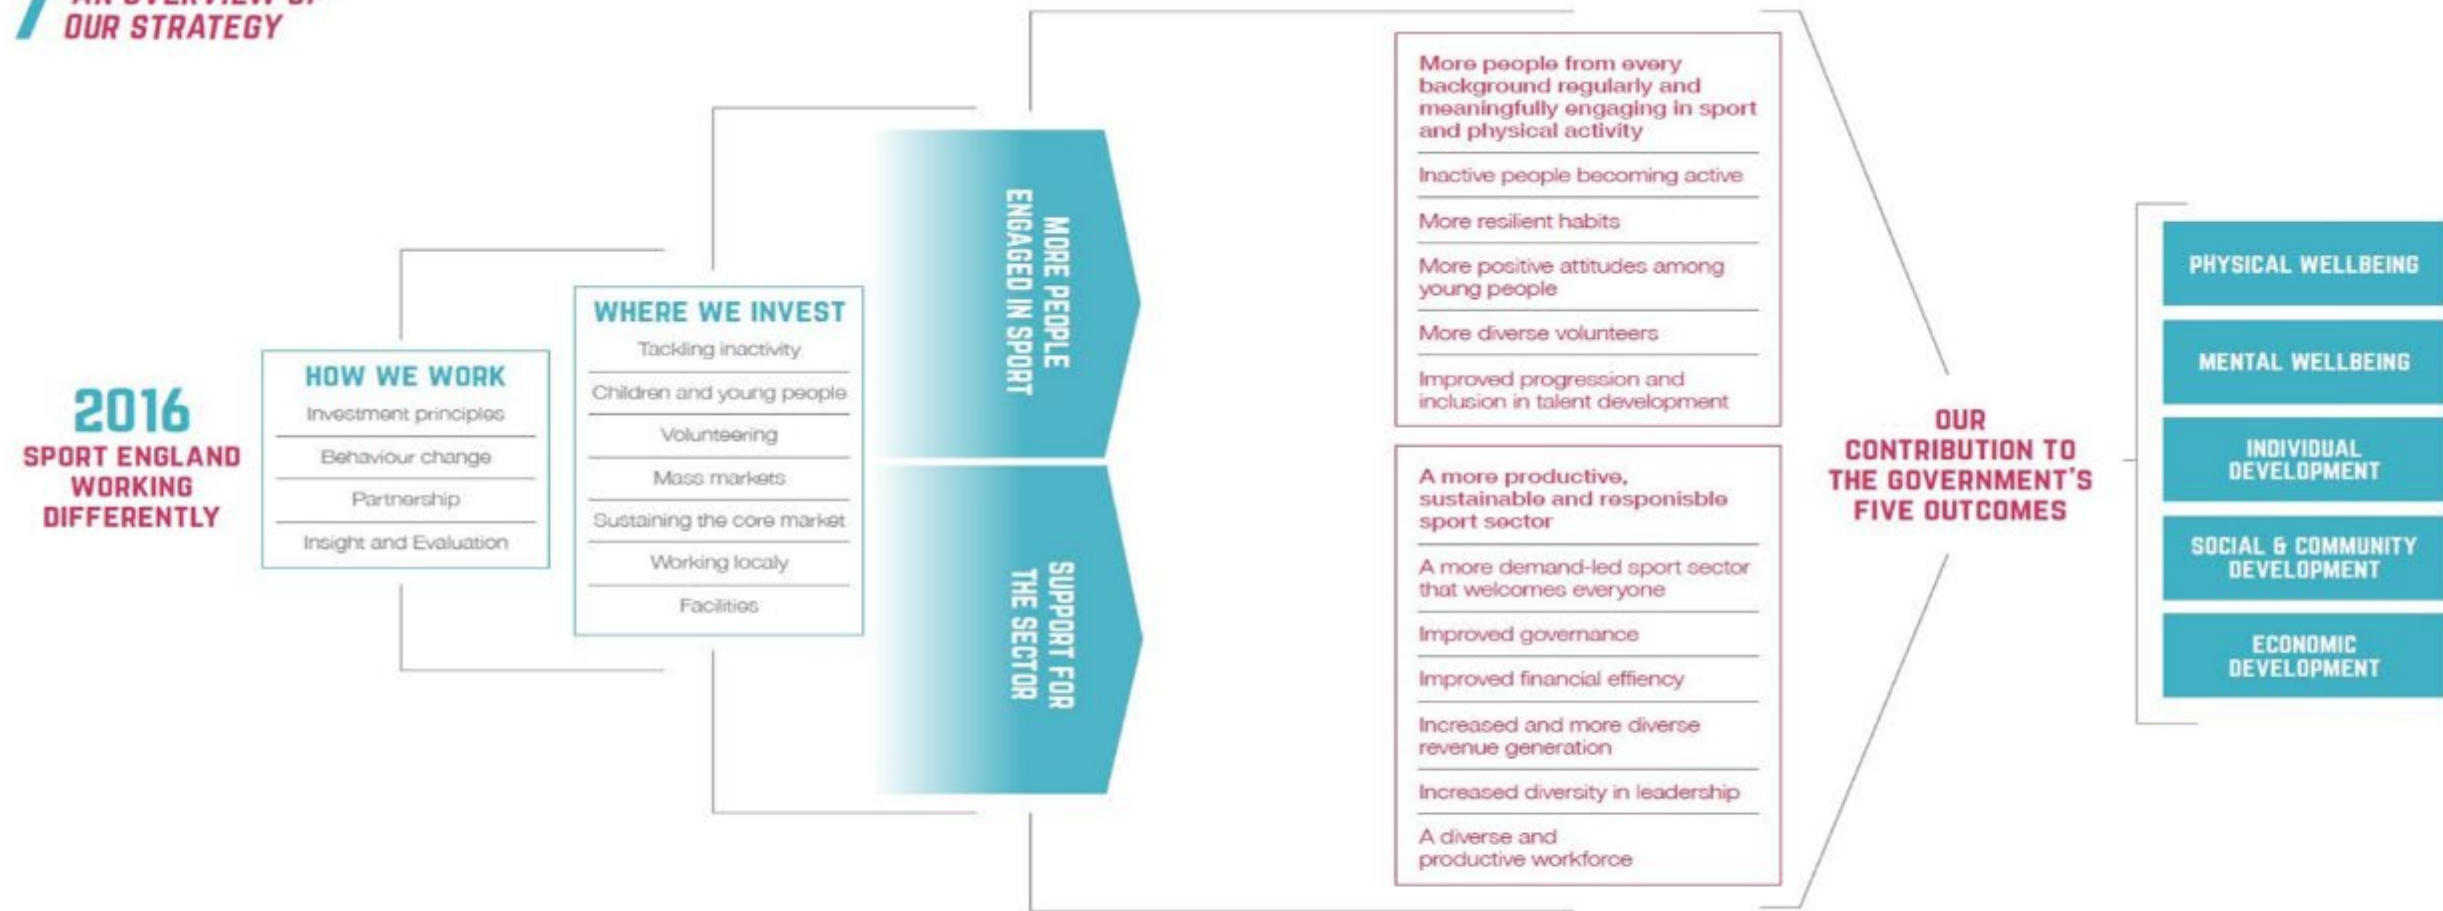 AN OVERVIEW OF
OUR STRATEGY
2016
SPORT ENGLAND
WORKING
DIFFERENTLY
HOW WE WORK
Investment principles
Behaviour change
Partnership
Insight and Evaluation
WHERE WE INVEST
Tackling inactivity
Children and young people
Volunteering
Mass markets
Sustaining the core market
Working localy
Facilities
MORE PEOPLE
ENGAGED IN SPORT
SUPPORT FOR
THE SECTOR
More people from every
background regularly and
meaningfully engaging in sport
and physical activity
Inactive people becoming active
More resilient habits
More positive attitudes among
young people
More diverse volunteers
Improved progression and
inclusion in talent development
A more productive,
sustainable and responisble
sport sector
A more demand-led sport sector
that welcomes everyone
Improved governance
Improved financial effiency
Increased and more diverse
revenue generation
Increased diversity in leadership
A diverse and
productive workforce
OUR
CONTRIBUTION TO
THE GOVERNMENT'S
FIVE OUTCOMES
PHYSICAL WELLBEING
MENTAL WELLBEING
INDIVIDUAL
DEVELOPMENT
SOCIAL & COMMUNITY
DEVELOPMENT
ECONOMIC
DEVELOPMENT